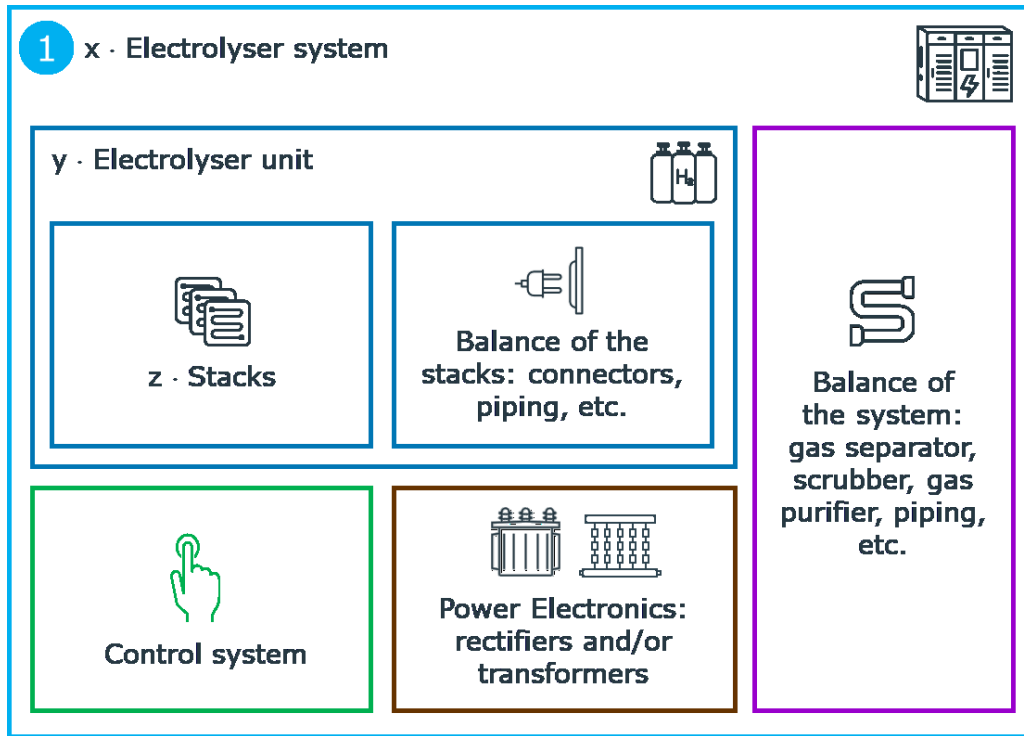 1 x · Electrolyser system
y · Electrolyser unit
H₂
z · Stacks
Balance of the
stacks: connectors,
piping, etc.
Balance of
the system:
gas separator,
scrubber, gas
purifier, piping,
etc.
Control system
Power Electronics:
rectifiers and/or
transformers